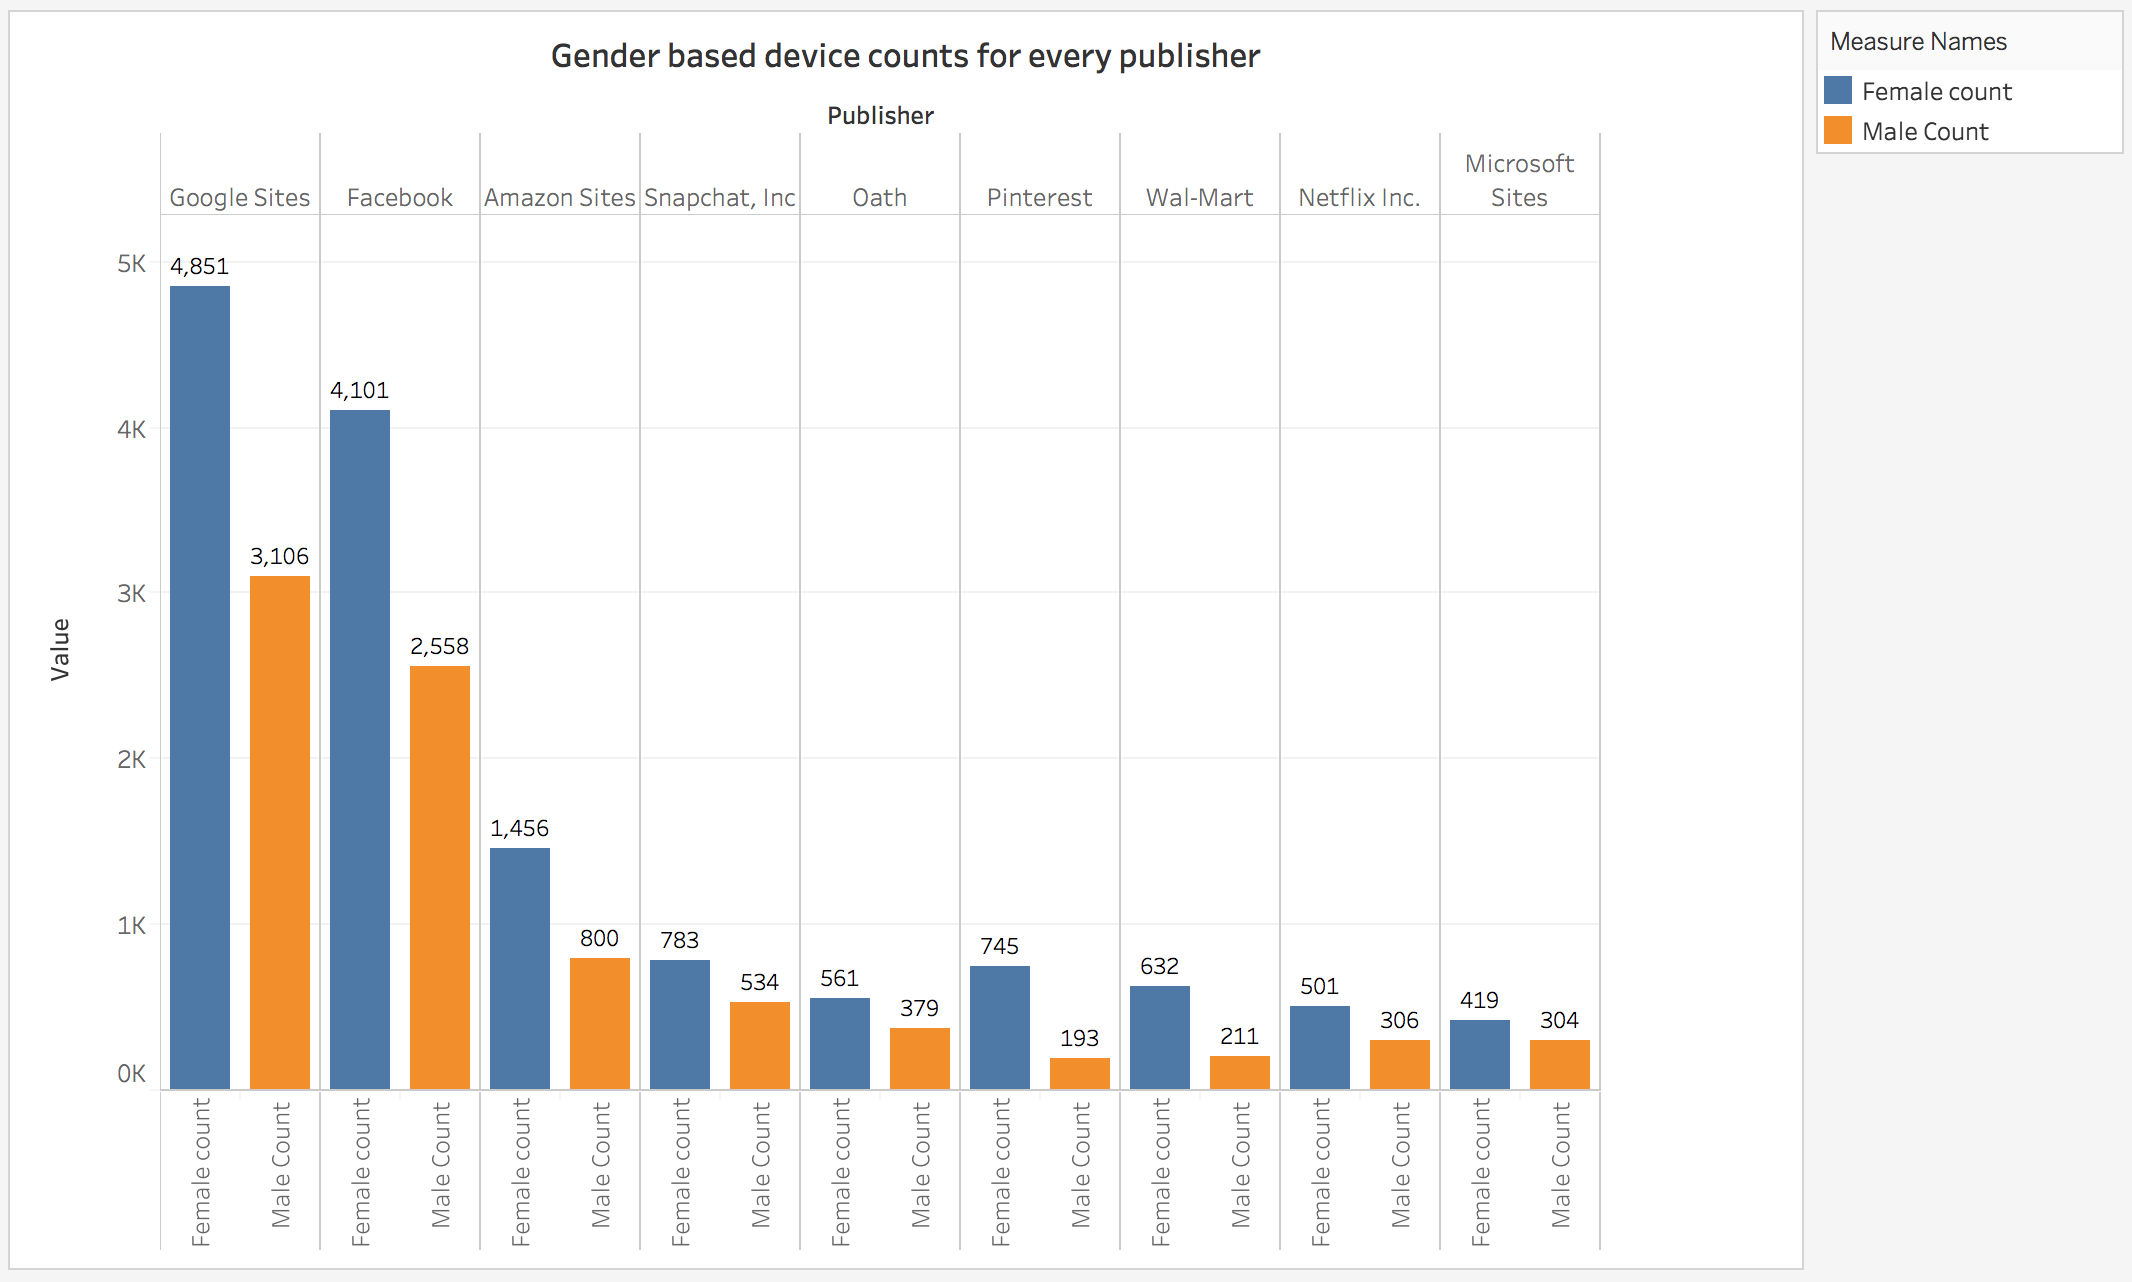 Gender based device counts for every publisher
Publisher
Google Sites
Facebook
Amazon Sites
Snapchat, Inc
Oath
Pinterest
Wal-Mart
Netflix Inc.
Microsoft
Sites
Value
5K
4K
3K
2K
1K
0K
4,851
3,106
4,101
2,558
1,456
800
783
534
561
379
745
193
632
211
501
306
419
304
Female count
Male Count
Female count
Male Count
Female count
Male Count
Female count
Male Count
Female count
Male Count
Female count
Male Count
Female count
Male Count
Female count
Male Count
Female count
Male Count
Measure Names
Female count
Male Count